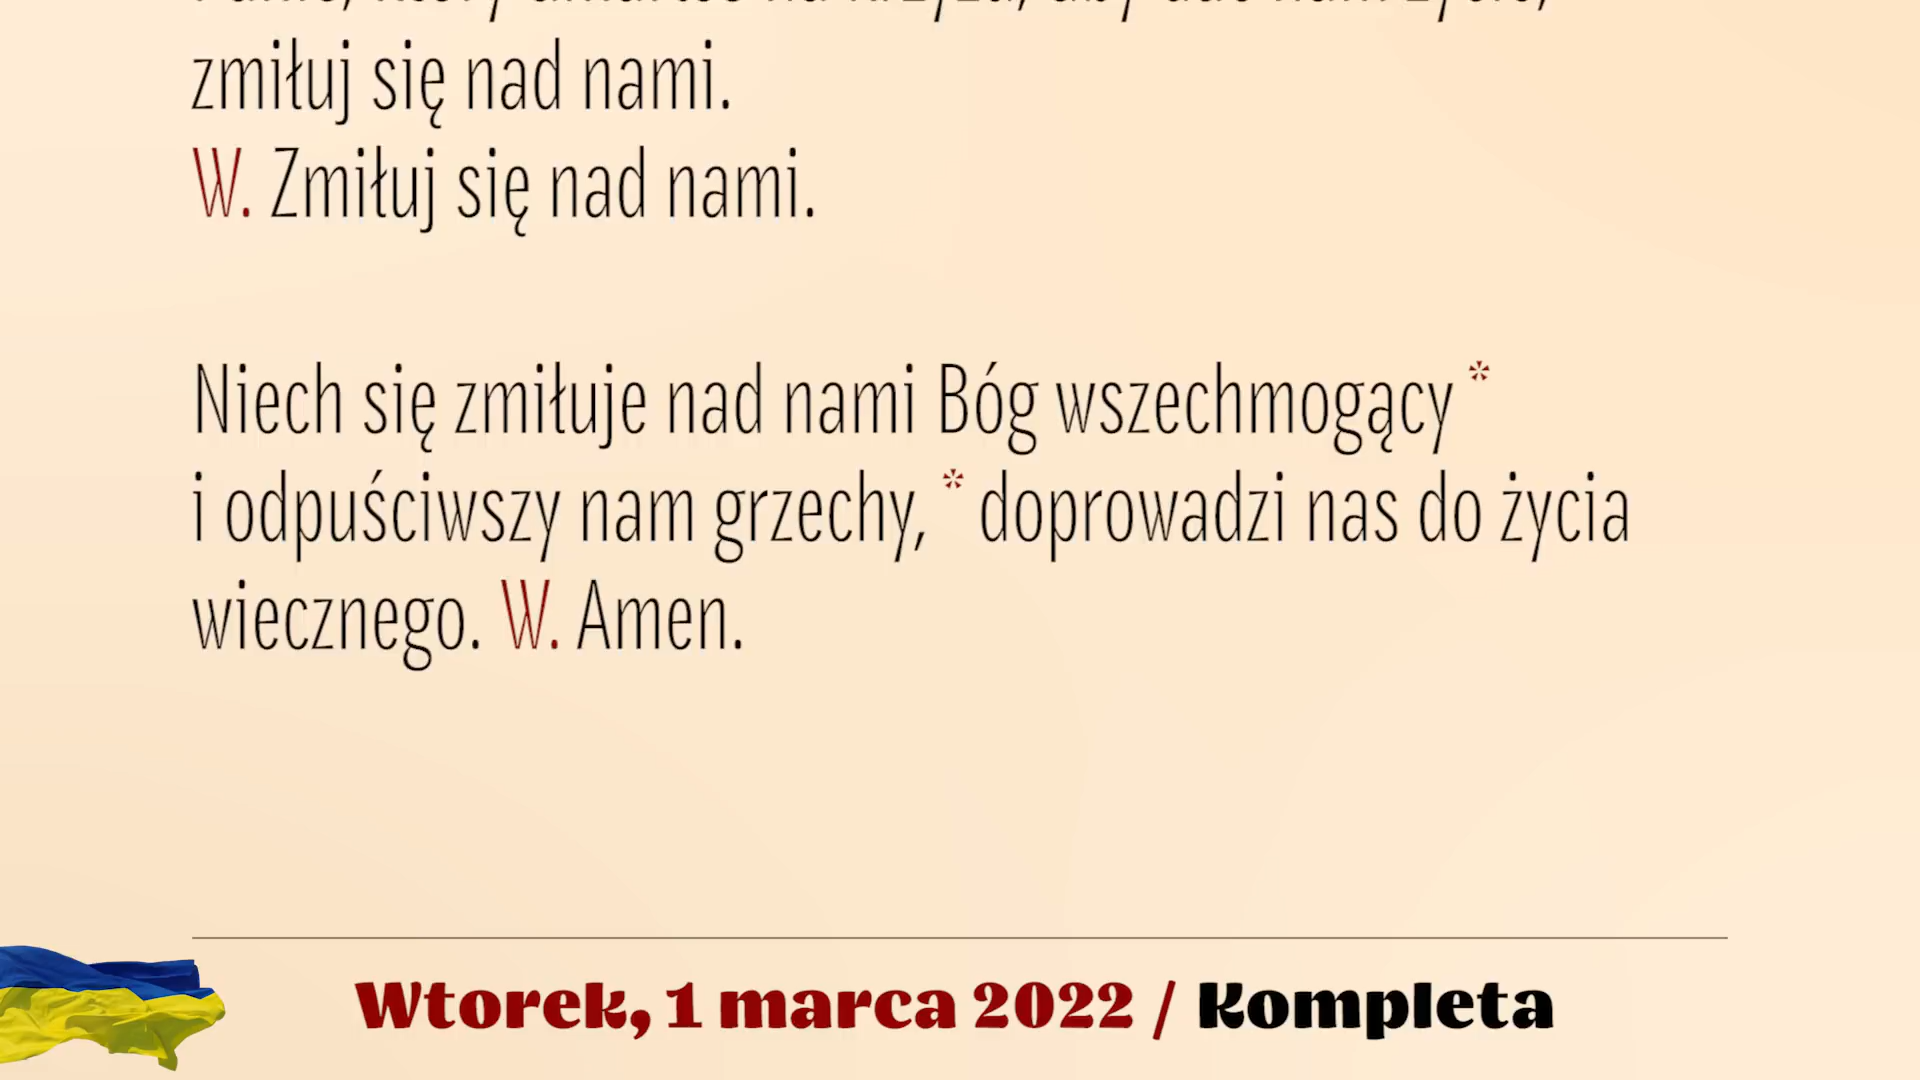 zmiłuj się nad nami.
W. Zmiłuj się nad nami.
Niech się zmiłuje nad nami Bóg wszechmogący *
i odpuściwszy nam grzechy, * doprowadzi nas do życia
wiecznego. W. Amen.
Wtorek, 1 marca 2022 / Kompleta